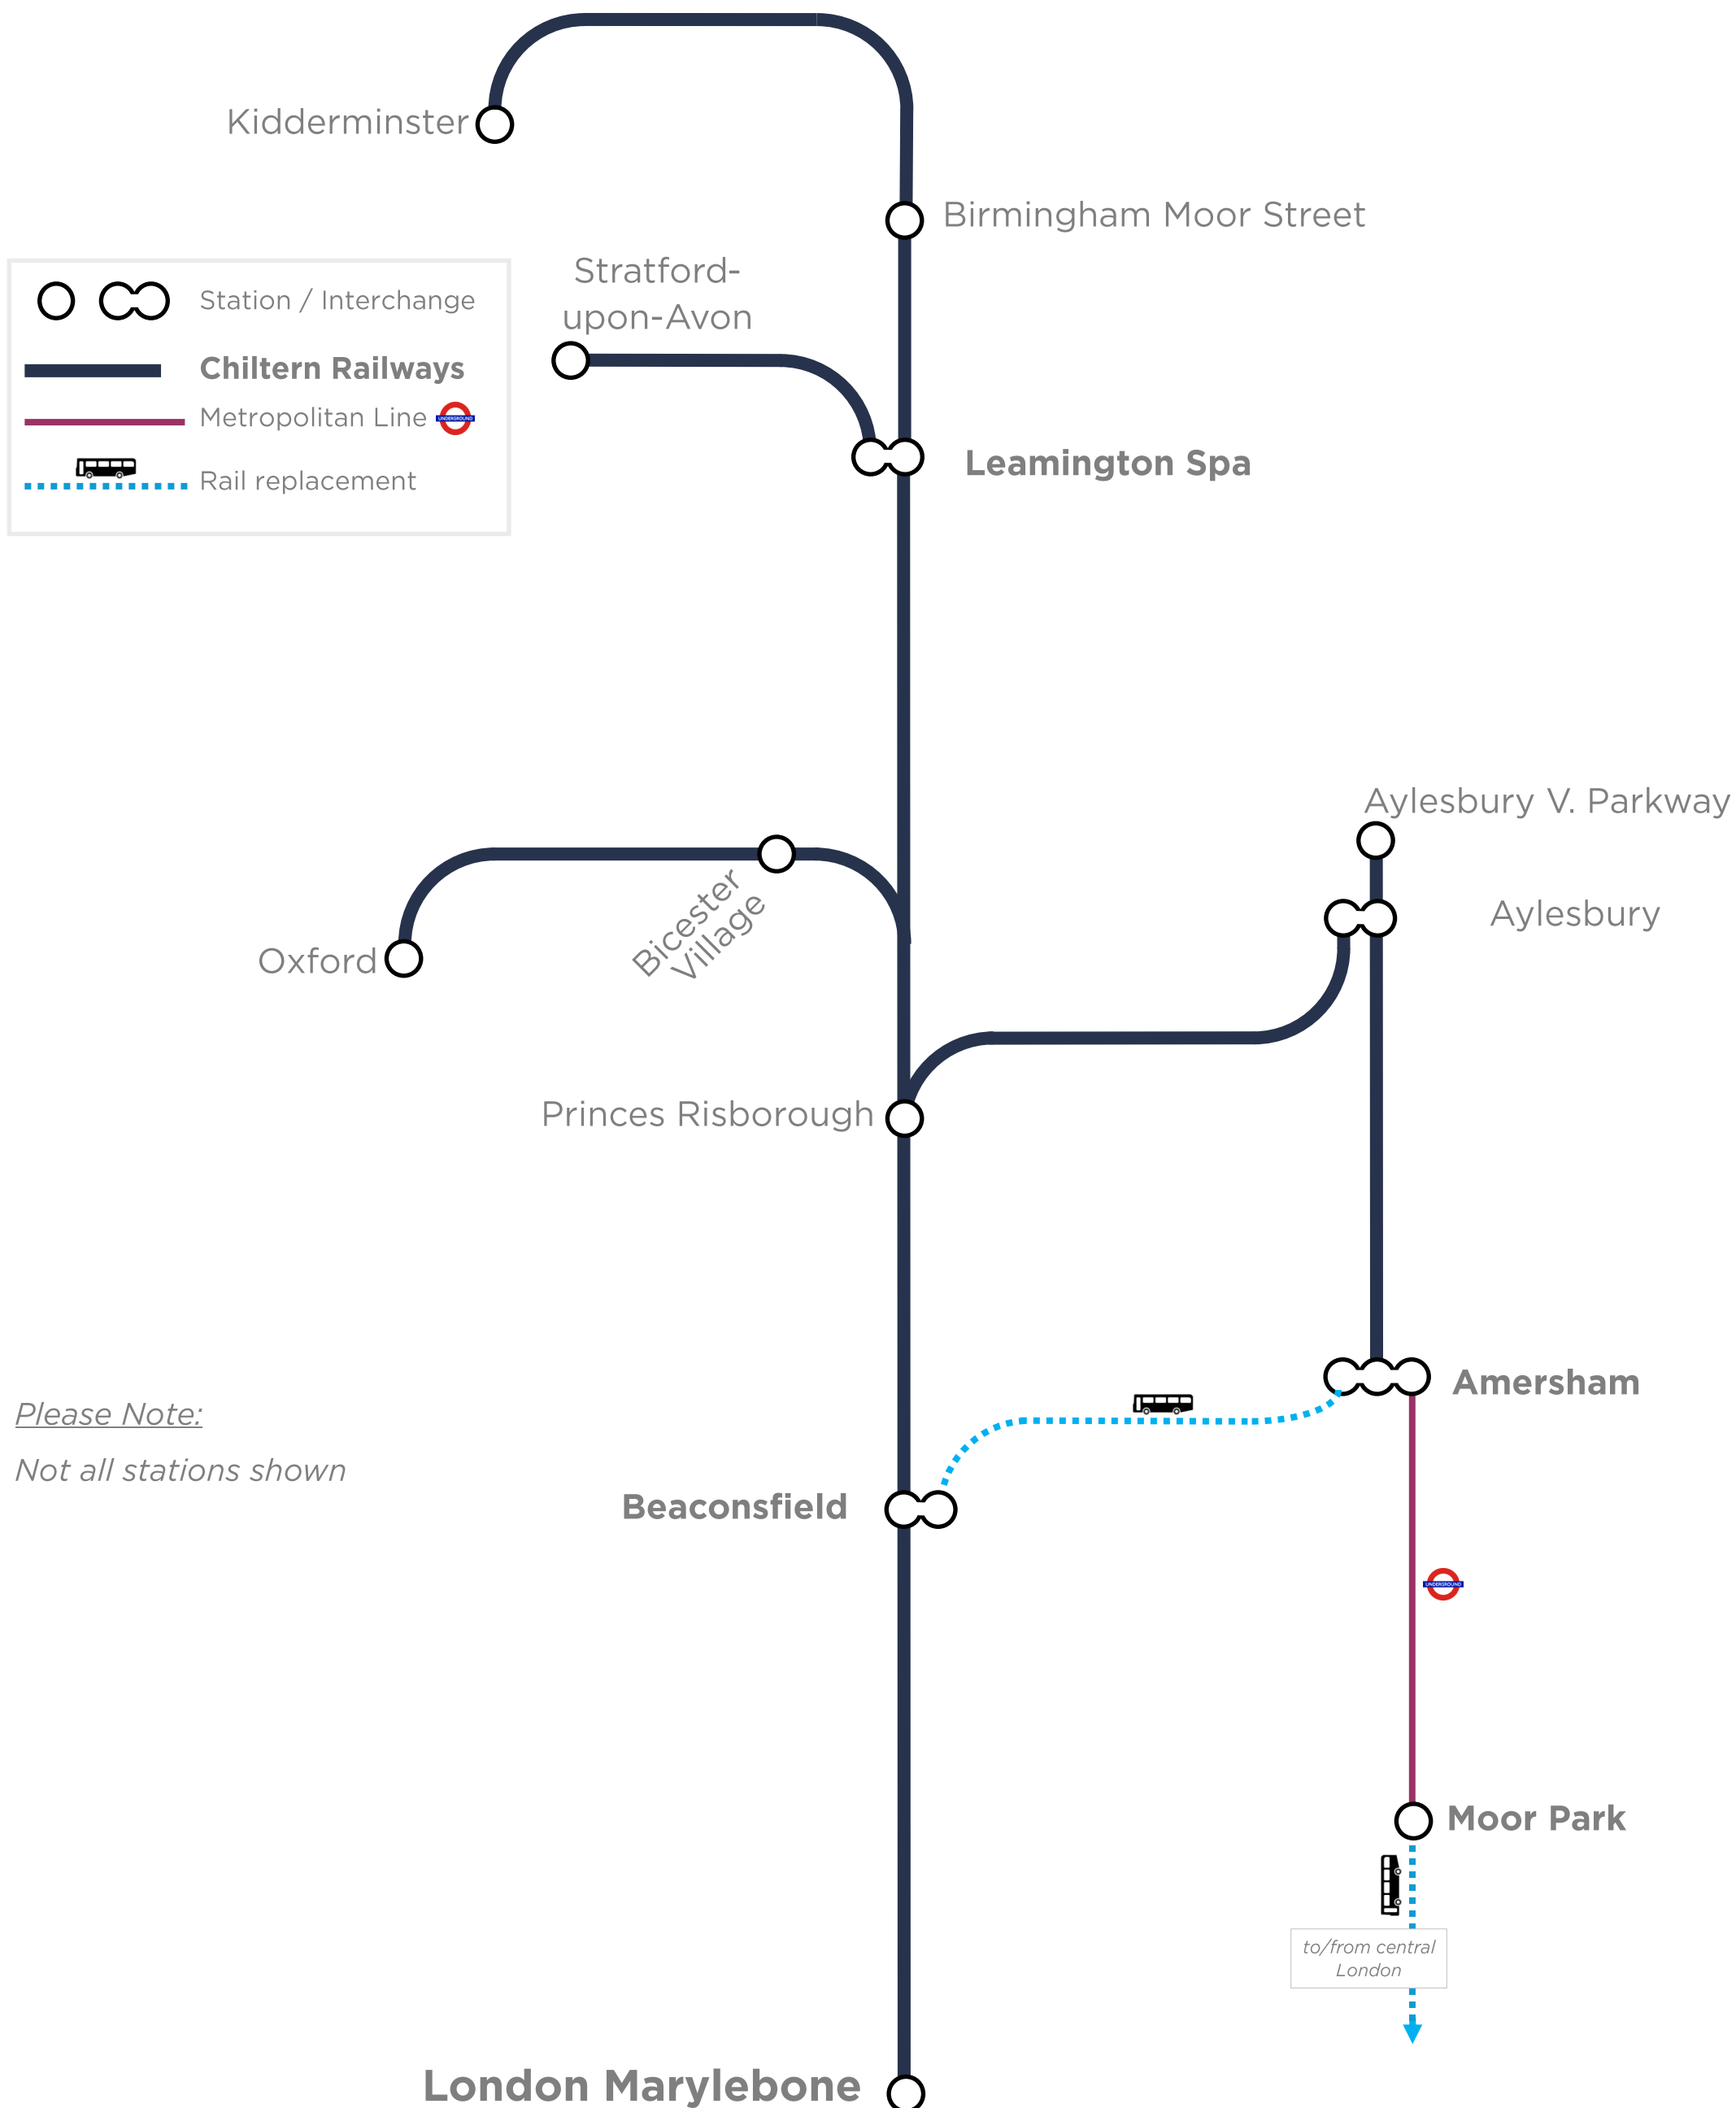 Kidderminster
Birmingham Moor Street
Stratford-
upon-Avon
Station / Interchange
Chiltern Railways
Metropolitan Line
UNDERGROUND
Rail replacement
Leamington Spa
Aylesbury V. Parkway
Bicester
Village
Aylesbury
Oxford
Princes Risborough
Amersham
Please Note:
Not all stations shown
Beaconsfield
UNDERGROUND
Moor Park
to/from central
London
London Marylebone